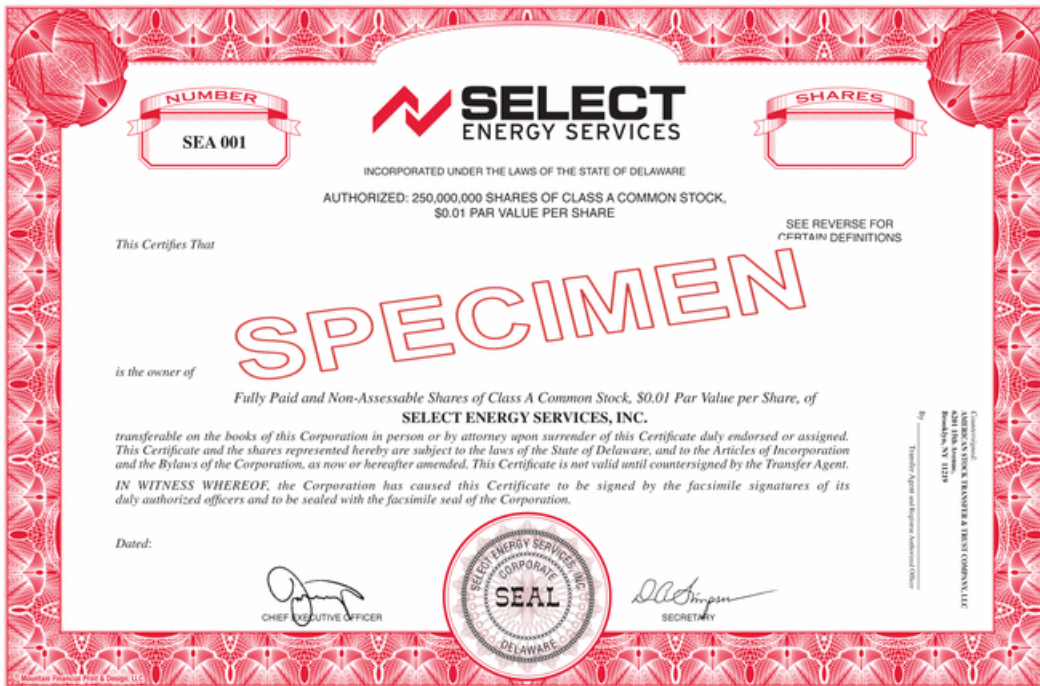 NUMBER
SEA 001
SELECT
ENERGY SERVICES
SHARES
INCORPORATED UNDER THE LAWS OF THE STATE OF DELAWARE
AUTHORIZED: 250,000,000 SHARES OF CLASS A COMMON STOCK,
$0.01 PAR VALUE PER SHARE
SEE REVERSE FOR
CERTAIN DEFINITIONS
This Certifies That
SPECIMEN
is the owner of
Fully Paid and Non-Assessable Shares of Class A Common Stock, $0.01 Par Value per Share, of
SELECT ENERGY SERVICES, INC.
transferable on the books of this Corporation in person or by attorney upon surrender of this Certificate duly endorsed or assigned.
This Certificate and the shares represented hereby are subject to the laws of the State of Delaware, and to the Articles of Incorporation
and the Bylaws of the Corporation, as now or hereafter amended. This Certificate is not valid until countersigned by the Transfer Agent.
IN WITNESS WHEREOF, the Corporation has caused this Certificate to be signed by the facsimile signatures of its
duly authorized officers and to be sealed with the facsimile seal of the Corporation.
Dated:
CHIEF EXECUTIVE OFFICER
SELECT ENERGY SERVICES, INC.
CORPORATE
SEAL
DELAWARE
D A Simpson
SECRETARY
Countersigned:
AMERICAN STOCK TRANSFER & TRUST COMPANY, LLC
6201 15th Avenue,
Brooklyn, NY 11219
By
Transfer Agent and Registrar Authorized Officer
© Mountain Financial Print & Design, LLC